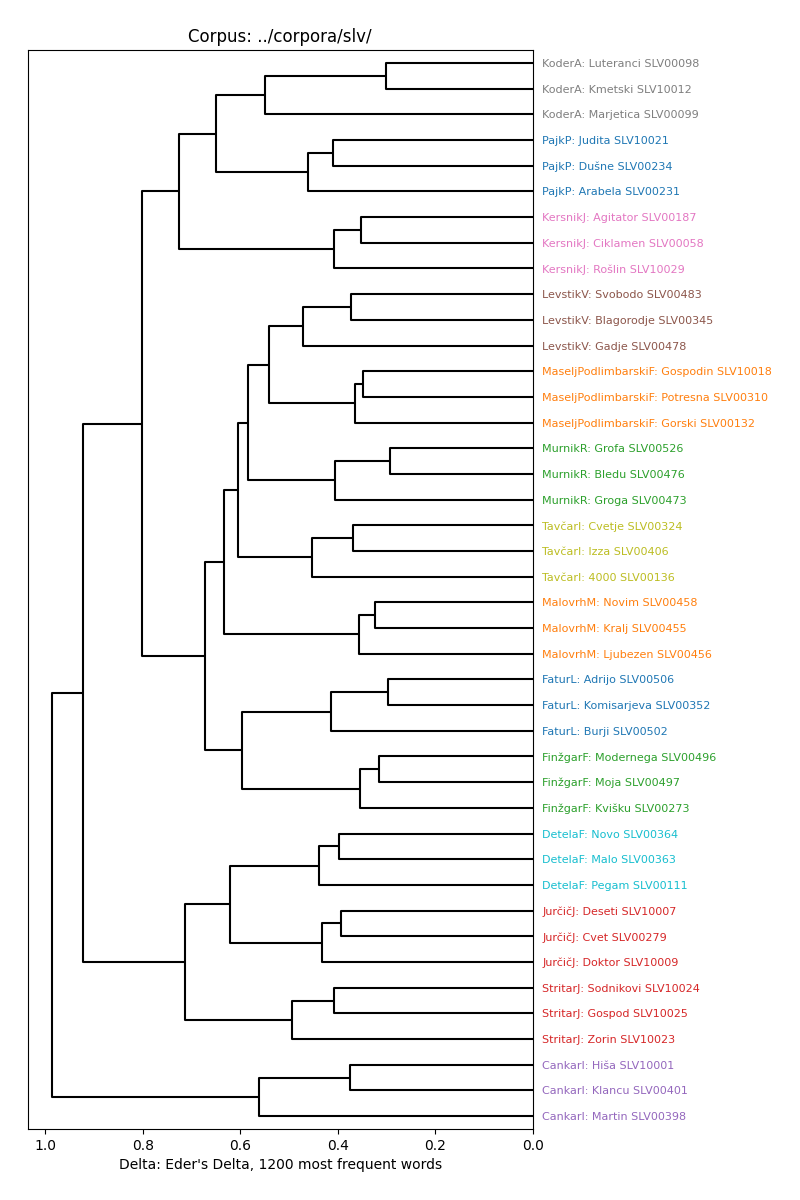 Corpus: ../corpora/slv/
KoderA: Luteranci SLV00098
KoderA: Kmetski SLV10012
KoderA: Marjetica SLV00099
PajkP: Judita SLV10021
PajkP: Dušne SLV00234
PajkP: Arabela SLV00231
KersnikJ: Agitator SLV00187
KersnikJ: Ciklamen SLV00058
KersnikJ: Rošlin SLV10029
LevstikV: Svobodo SLV00483
LevstikV: Blagorodje SLV00345
LevstikV: Gadje SLV00478
MaseljPodlimbarskiF: Gospodin SLV10018
MaseljPodlimbarskiF: Potresna SLV00310
MaseljPodlimbarskiF: Gorski SLV00132
MurnikR: Grofa SLV00526
MurnikR: Bledu SLV00476
MurnikR: Groga SLV00473
TavčarI: Cvetje SLV00324
TavčarI: Izza SLV00406
TavčarI: 4000 SLV00136
MalovrhM: Novim SLV00458
MalovrhM: Kralj SLV00455
MalovrhM: Ljubezen SLV00456
FaturL: Adrijo SLV00506
FaturL: Komisarjeva SLV00352
FaturL: Burji SLV00502
FinžgarF: Modernega SLV00496
FinžgarF: Moja SLV00497
FinžgarF: Kvišku SLV00273
DetelaF: Novo SLV00364
DetelaF: Malo SLV00363
DetelaF: Pegam SLV00111
JurčičJ: Deseti SLV10007
JurčičJ: Cvet SLV00279
JurčičJ: Doktor SLV10009
StritarJ: Sodnikovi SLV10024
StritarJ: Gospod SLV10025
StritarJ: Zorin SLV10023
CankarI: Hiša SLV10001
CankarI: Klancu SLV00401
CankarI: Martin SLV00398
1.0 0.8 0.6 0.4 0.2 0.0
Delta: Eder's Delta, 1200 most frequent words